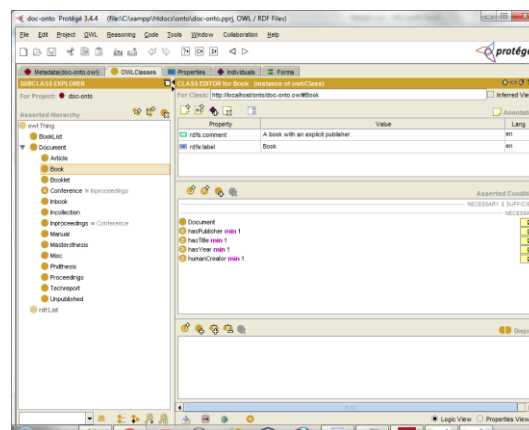 doc-onto Protégé 3.4.4 (file:\C:\xampp\htdocs\onto\doc-onto.pprj, OWL / RDF Files)
File Edit Project OWL Reasoning Code Tools Window Collaboration Help
protégé
Metadata(doc-onto.owl) OWLClasses Properties Individuals Forms
SUBCLASS EXPLORER
For Project: doc-onto
Asserted Hierarchy
owl:Thing
BookList
Document
Article
Book
Booklet
Conference = Inproceedings
Inbook
Incollection
Inproceedings = Conference
Manual
Mastersthesis
Misc
Phdthesis
Proceedings
Techreport
Unpublished
rdf:List
CLASS EDITOR for Book (instance of owl:Class)
For Class: http://localhost/onto/doc-onto.owl#Book Inferred View
Annotati
Property Value Lang
rdfs:comment A book with an explicit publisher. en
rdfs:label Book en
Asserted Conditi
NECESSARY & SUFFICIE
NECESSA
Document
hasPublisher min 1
hasTitle min 1
hasYear min 1
humanCreator min 1
Disjo
Logic View Properties View